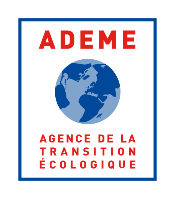 ADEME
AGENCE DE LA
TRANSITION
ÉCOLOGIQUE